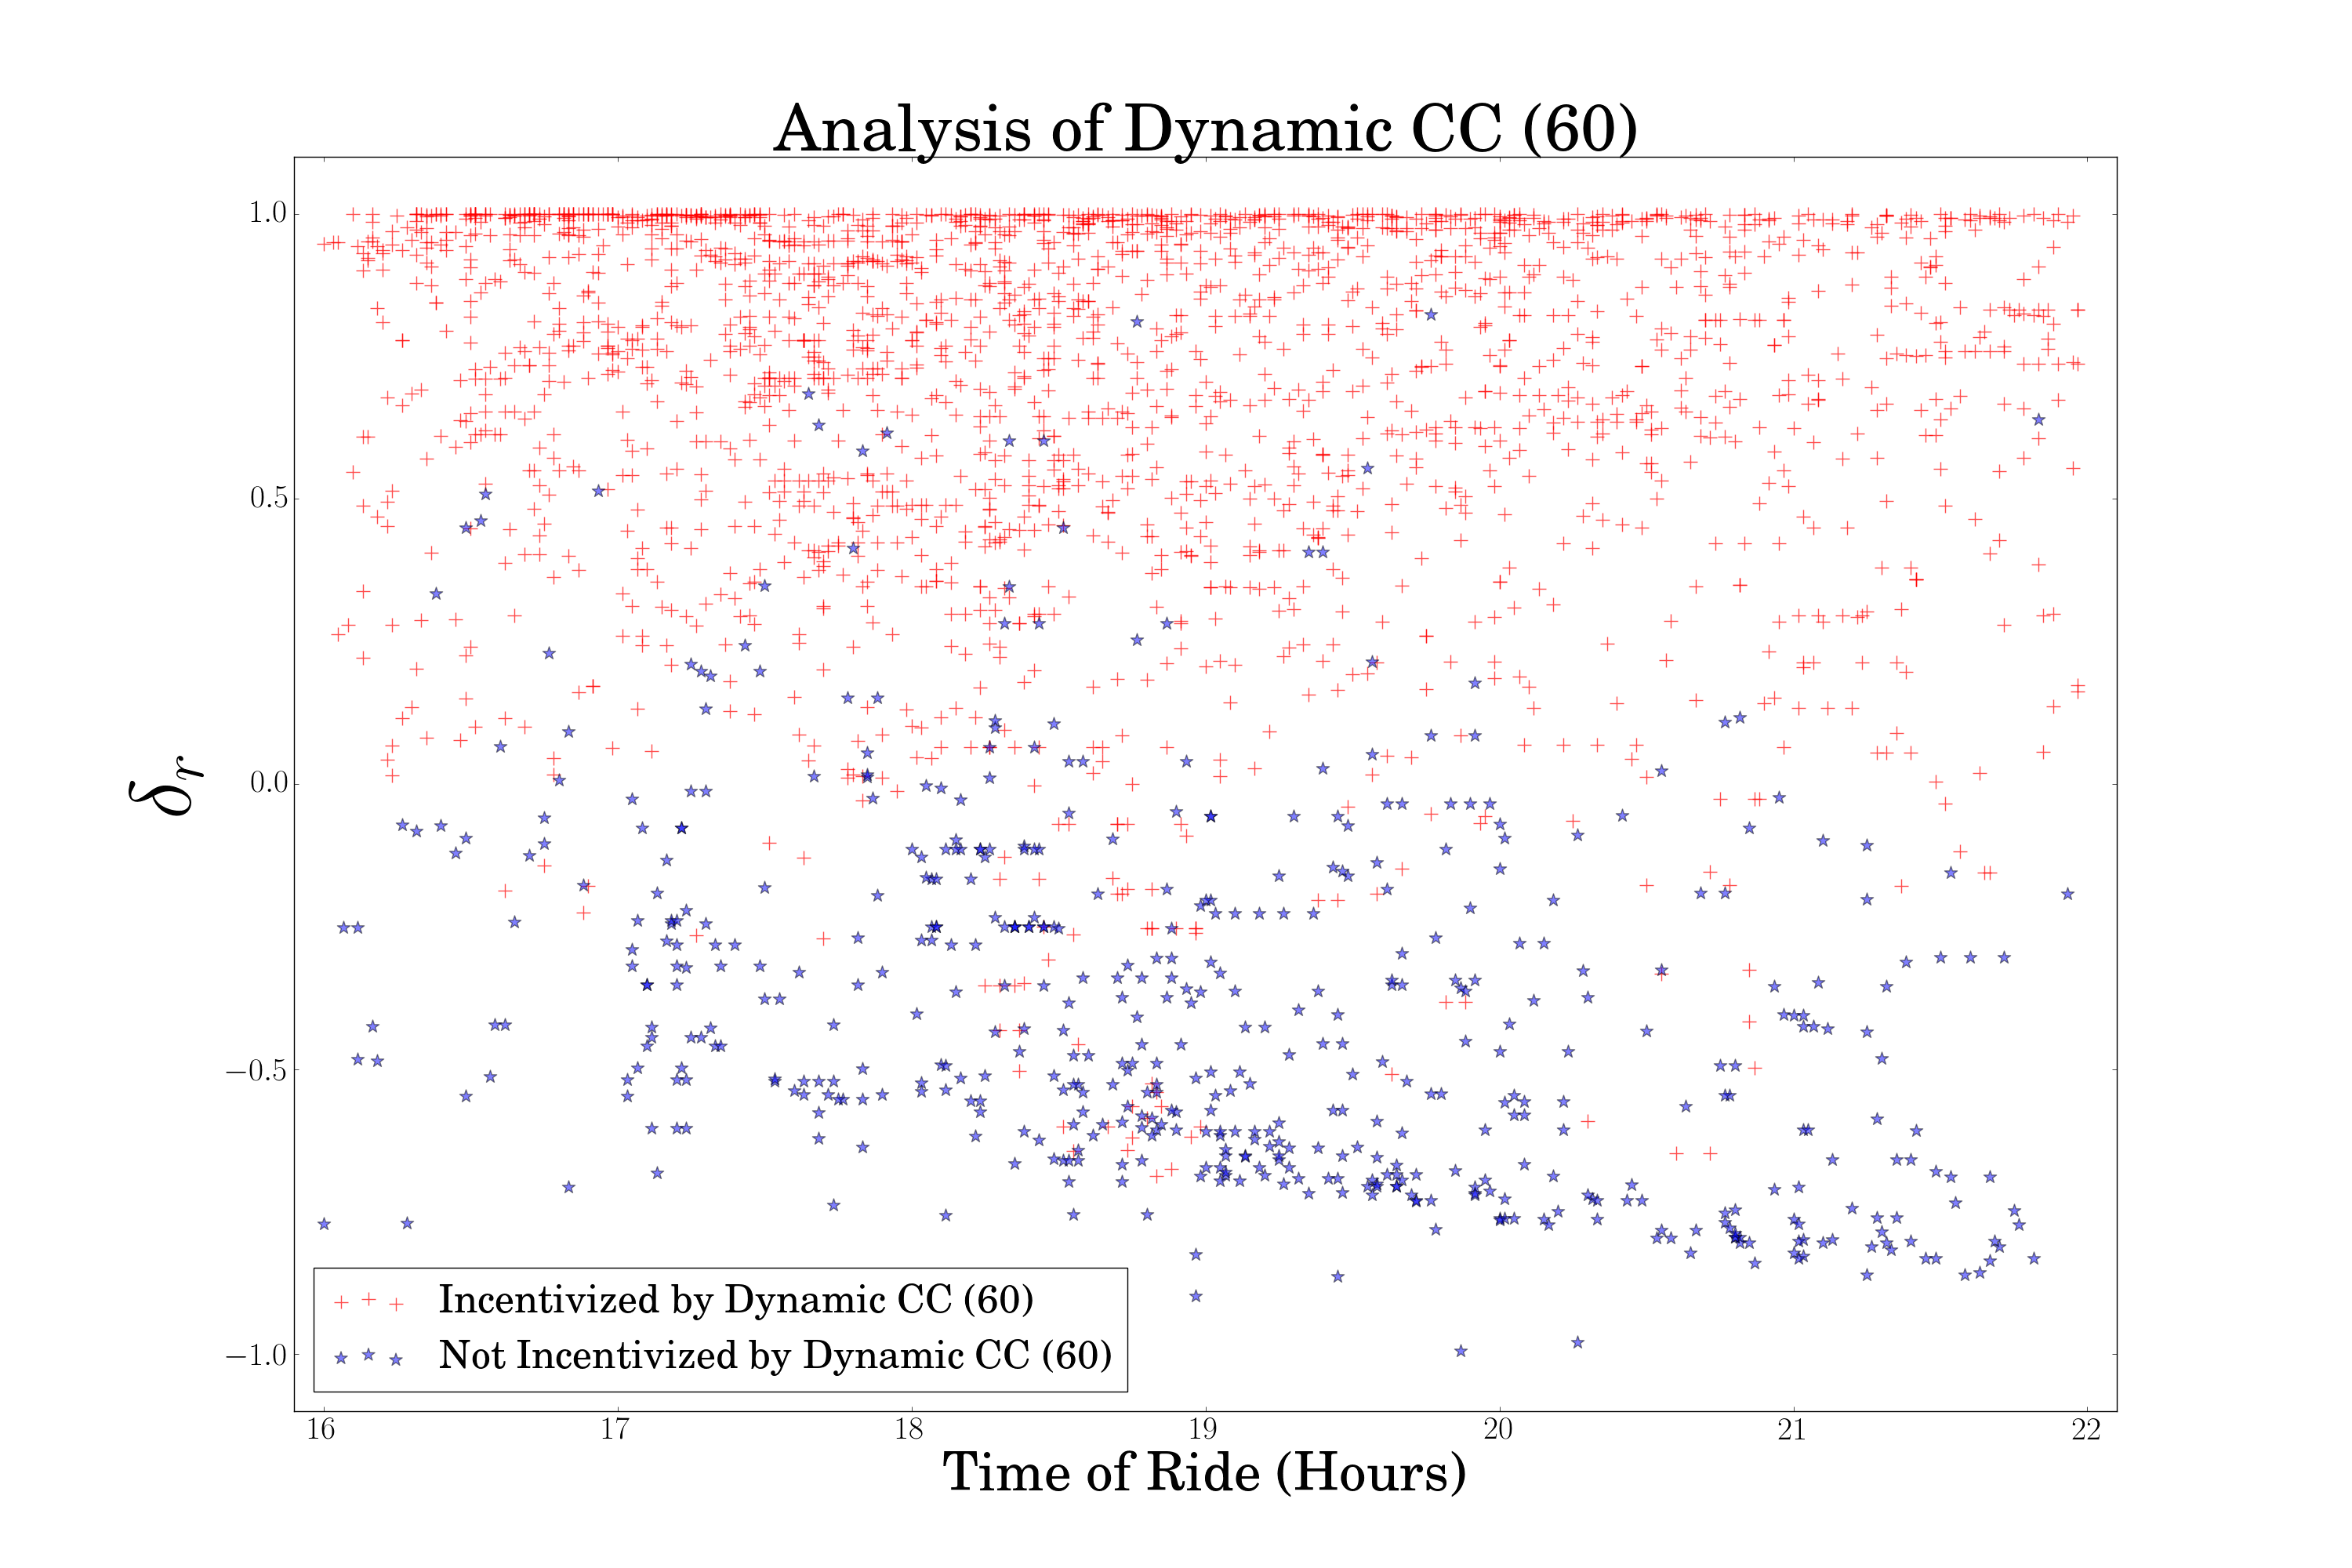 Analysis of Dynamic CC (60)
1.0
0.5
0.0
−0.5
−1.0
δr
Incentivized by Dynamic CC (60)
Not Incentivized by Dynamic CC (60)
16 17 18 19 20 21 22
Time of Ride (Hours)